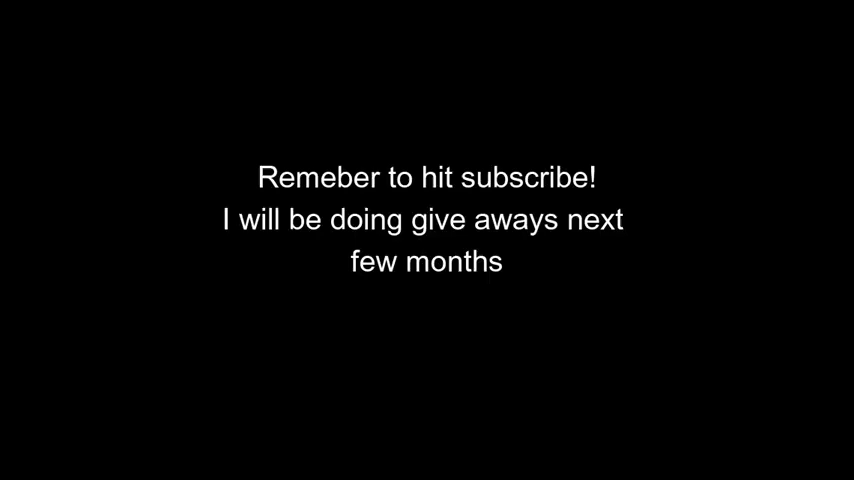 Remeber to hit subscribe!
I will be doing give aways next
few months